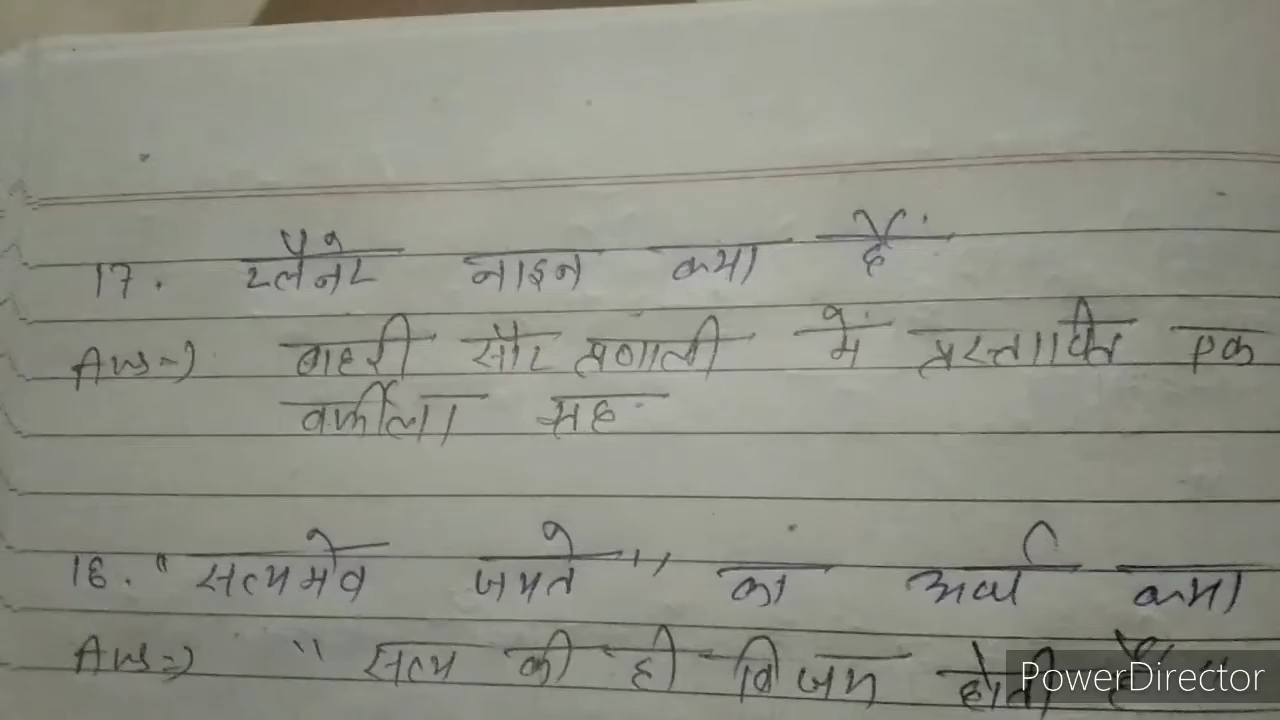 17. प्लैनेट नाइन क्या है
Ans=) बाहरी सौर प्रणाली में प्रस्तावित एक
बर्फीला ग्रह
18. "सत्यमेव जयते" का अर्थ क्या
Ans=) "सत्य की ही विजय होती है"
PowerDirector